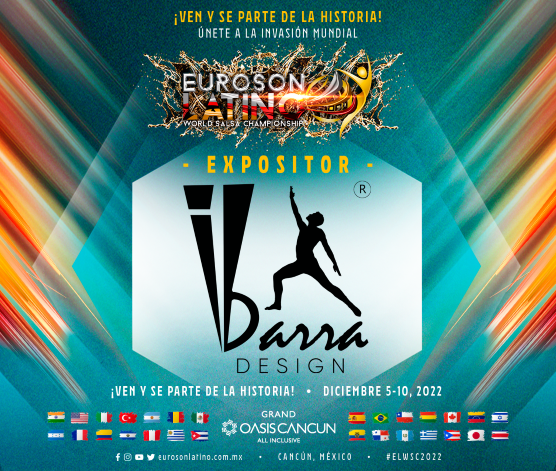 ¡VEN Y SE PARTE DE LA HISTORIA!
ÚNETE A LA INVASIÓN MUNDIAL
EUROSON
LATINO
WORLD SALSA CHAMPIONSHIP
- EXPOSITOR -
®
ibarra
DESIGN
¡VEN Y SE PARTE DE LA HISTORIA! • DICIEMBRE 5-10, 2022
GRAND
OASIS CANCUN
ALL INCLUSIVE
eurosonlatino.com.mx • CANCÚN, MÉXICO • #ELWSC2022